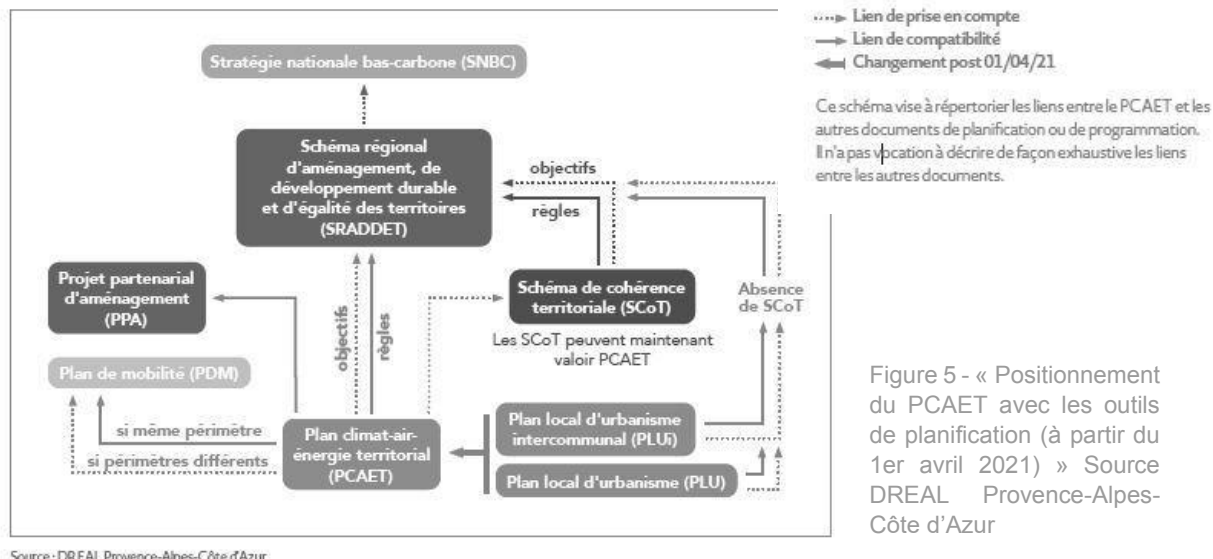 Lien de prise en compte
Lien de compatibilité
Changement post 01/04/21
Ce schéma vise à répertorier les liens entre le PCAET et les
autres documents de planification ou de programmation.
Il n'a pas vocation à décrire de façon exhaustive les liens
entre les autres documents.
Stratégie nationale bas-carbone (SNBC)
Schéma régional
d'aménagement, de
développement durable
et d'égalité des territoires
(SRADDET)
objectifs
règles
Projet partenarial
d'aménagement
(PPA)
objectifs
règles
Schéma de cohérence
territoriale (SCoT)
Absence
de SCoT
Les SCoT peuvent maintenant
valoir PCAET
Plan de mobilité (PDM)
si même périmètre
si périmètres différents
Plan climat-air-
énergie territorial
(PCAET)
Plan local d'urbanisme
intercommunal (PLUi)
Plan local d'urbanisme (PLU)
Figure 5 - « Positionnement
du PCAET avec les outils
de planification (à partir du
1er avril 2021) » Source
DREAL Provence-Alpes-
Côte d'Azur
Source : DREAL Provence-Alpes-Côte d'Azur